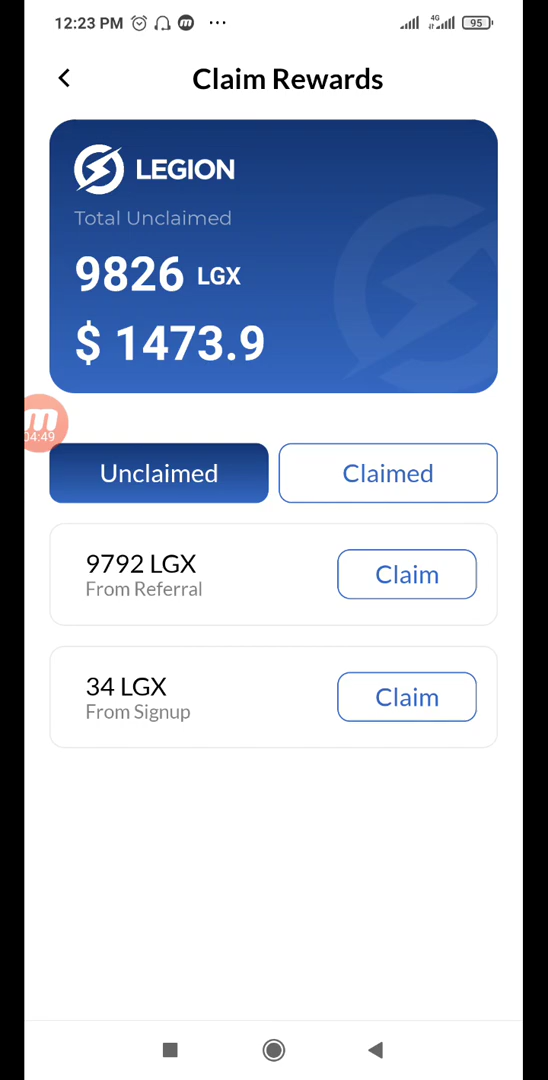 12:23 PM
4G
95
Claim Rewards
LEGION
Total Unclaimed
9826 LGX
$ 1473.9
04:49
Unclaimed
Claimed
9792 LGX
From Referral
Claim
34 LGX
From Signup
Claim